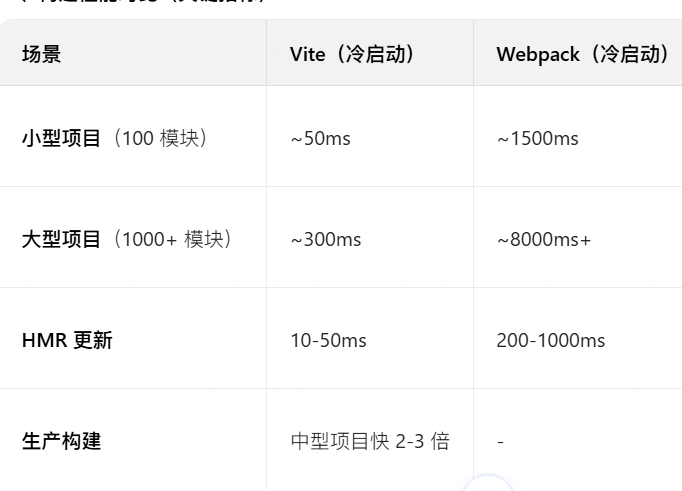 场景 Vite（冷启动） Webpack（冷启动）
小型项目（100 模块） ~50ms ~1500ms
大型项目（1000+ 模块） ~300ms ~8000ms+
HMR 更新 10-50ms 200-1000ms
生产构建 中型项目快 2-3 倍 -